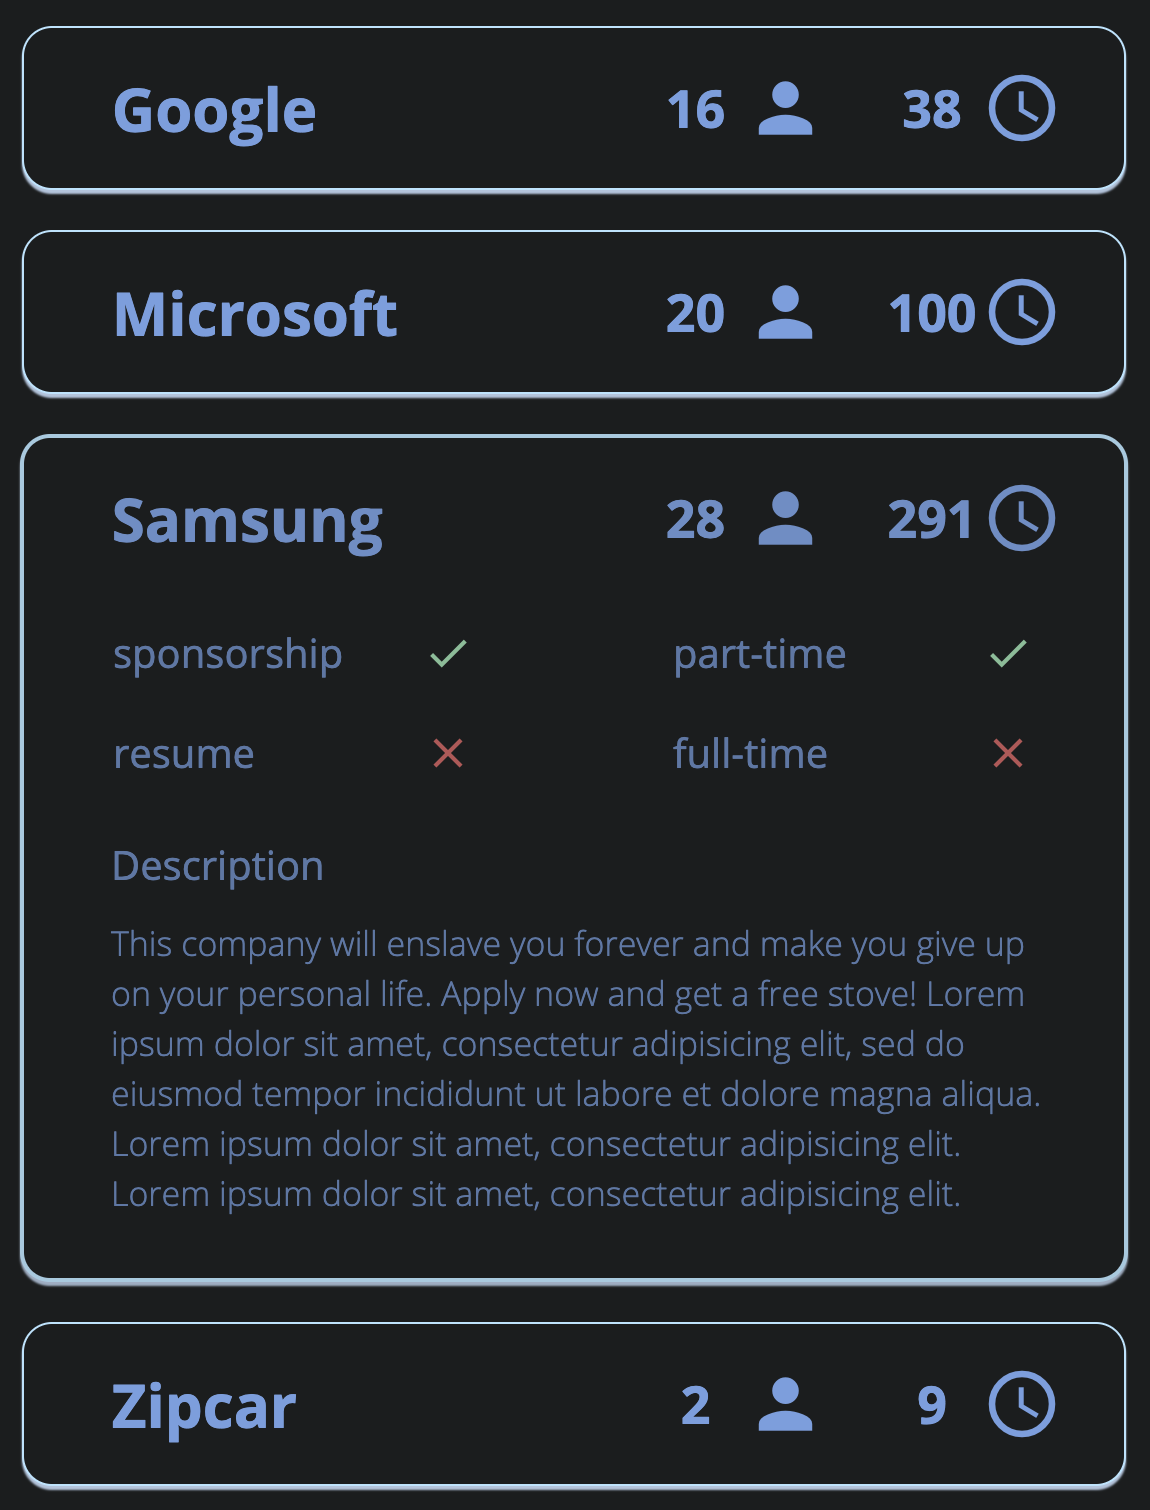 Google 16 38
Microsoft 20 100
Samsung 28 291
sponsorship part-time
resume full-time
Description
This company will enslave you forever and make you give up
on your personal life. Apply now and get a free stove! Lorem
ipsum dolor sit amet, consectetur adipisicing elit, sed do
eiusmod tempor incididunt ut labore et dolore magna aliqua.
Lorem ipsum dolor sit amet, consectetur adipisicing elit.
Lorem ipsum dolor sit amet, consectetur adipisicing elit.
Zipcar 2 9